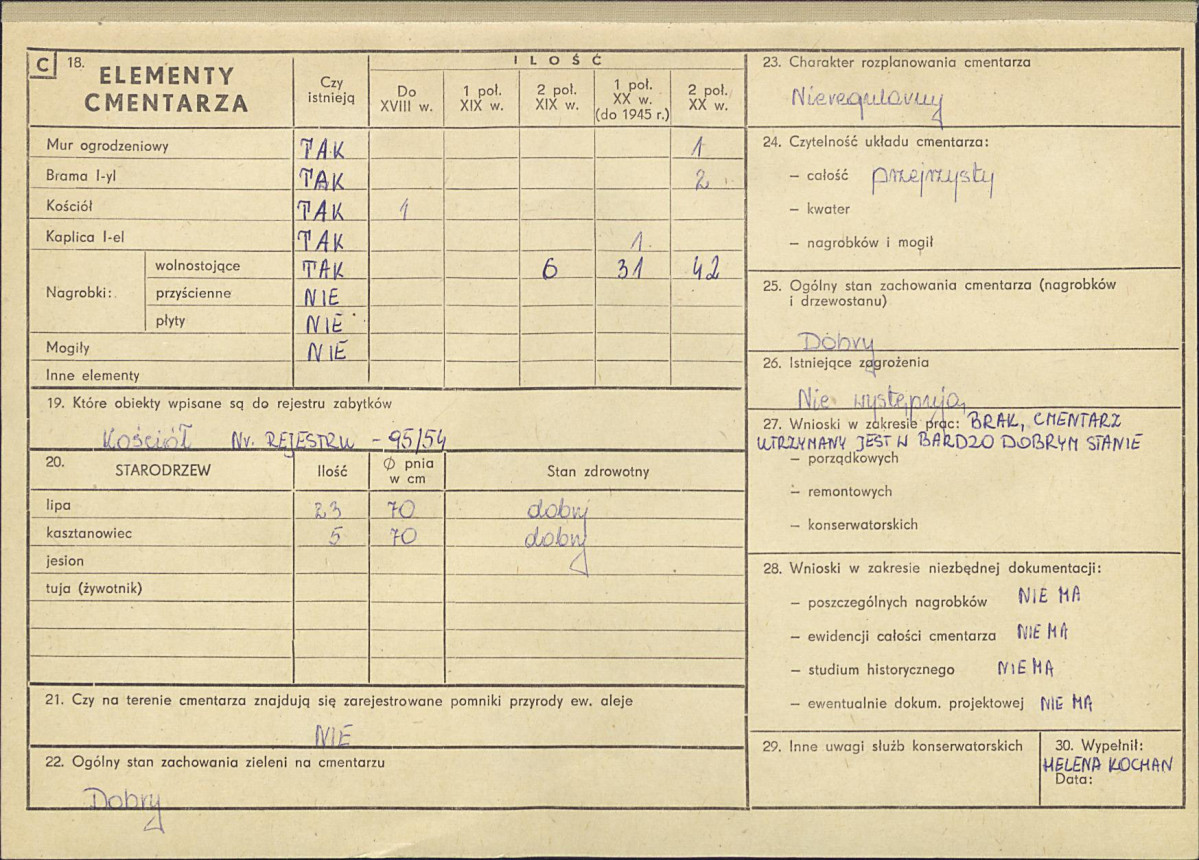 C 18. ELEMENTY CMENTARZA
Czy istnieją
ILOŚĆ
Do XVIII w.
1 poł. XIX w.
2 poł. XIX w.
1 poł. XX w. (do 1945 r.)
2 poł. XX w.
Mur ogrodzeniowy TAK 1
Brama I-yl TAK 2
Kościół TAK 1
Kaplica I-el TAK 1
Nagrobki: wolnostojące TAK 6 31 42
przyścienne NIE
płyty NIE
Mogiły NIE
Inne elementy
19. Które obiekty wpisane są do rejestru zabytków
Kościół Nr. REJESTRU - 95/54
20. STARODRZEW Ilość Ø pnia w cm Stan zdrowotny
lipa 23 70 dobry
kasztanowiec 5 70 dobry
jesion
tuja (żywotnik)
21. Czy na terenie cmentarza znajdują się zarejestrowane pomniki przyrody ew. aleje
NIE
22. Ogólny stan zachowania zieleni na cmentarzu
Dobry
23. Charakter rozplanowania cmentarza
Nieregularny
24. Czytelność układu cmentarza:
– całość przejrzysty
– kwater
– nagrobków i mogił
25. Ogólny stan zachowania cmentarza (nagrobków
i drzewostanu)
Dobry
26. Istniejące zagrożenia
Nie występują
27. Wnioski w zakresie prac: BRAK, CMENTARZ
UTRZYMANY JEST W BARDZO DOBRYM STANIE
– porządkowych
– remontowych
– konserwatorskich
28. Wnioski w zakresie niezbędnej dokumentacji:
– poszczególnych nagrobków NIE MA
– ewidencji całości cmentarza NIE MA
– studium historycznego NIE MA
– ewentualnie dokum. projektowej NIE MA
29. Inne uwagi służb konserwatorskich
30. Wypełnił:
HELENA KOCHAN
Data: